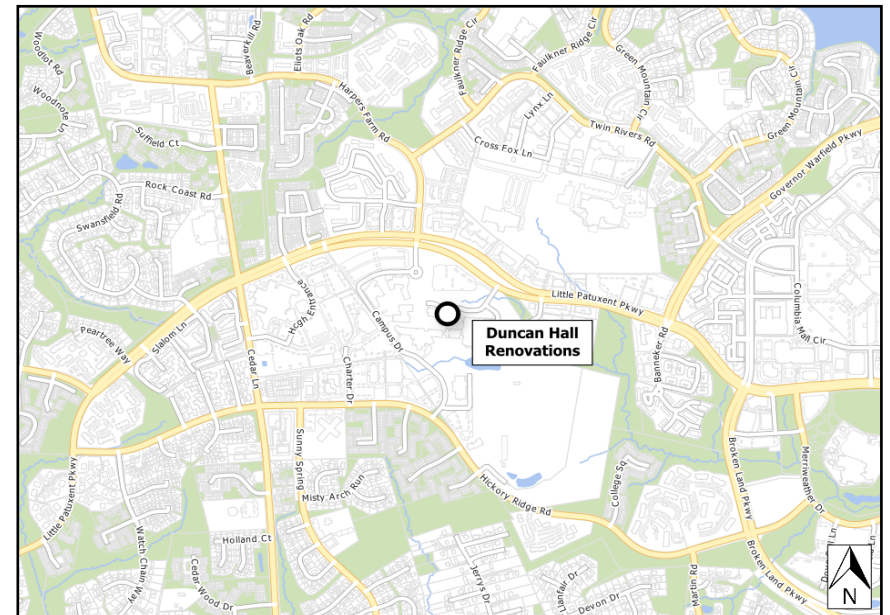 Woodlot Rd
Beaverkill Rd
Eliots Oak Rd
Faulkner Ridge Cir
Faulkner Ridge Cir
Green Mountain Cir
Woodnote Ln
Harpers Farm Rd
Lynx Ln
Suffield Ct
Twin Rivers Rd
Green Mountain Cir
Cross Fox Ln
Governor Warfield Pkwy
Rock Coast Rd
Swansfield Rd
Hcgh Entrance
Little Patuxent Pkwy
Columbia Mall Cir
Duncan Hall
Renovations
Peartree Way
Slalom Ln
Campus Dr
Banneker Rd
Cedar Ln
Charter Dr
Sunny Spring
Broken Land Pkwy
Merriweather Dr
Little Patuxent Pkwy
Misty Arch Run
Hickory Ridge Rd
College Sq
Watch Chain Way
Holland Ct
Broken Land Pkwy
Cedar Wood Dr
Jerrys Dr
Llanfair Dr
Devon Dr
Martin Rd
N